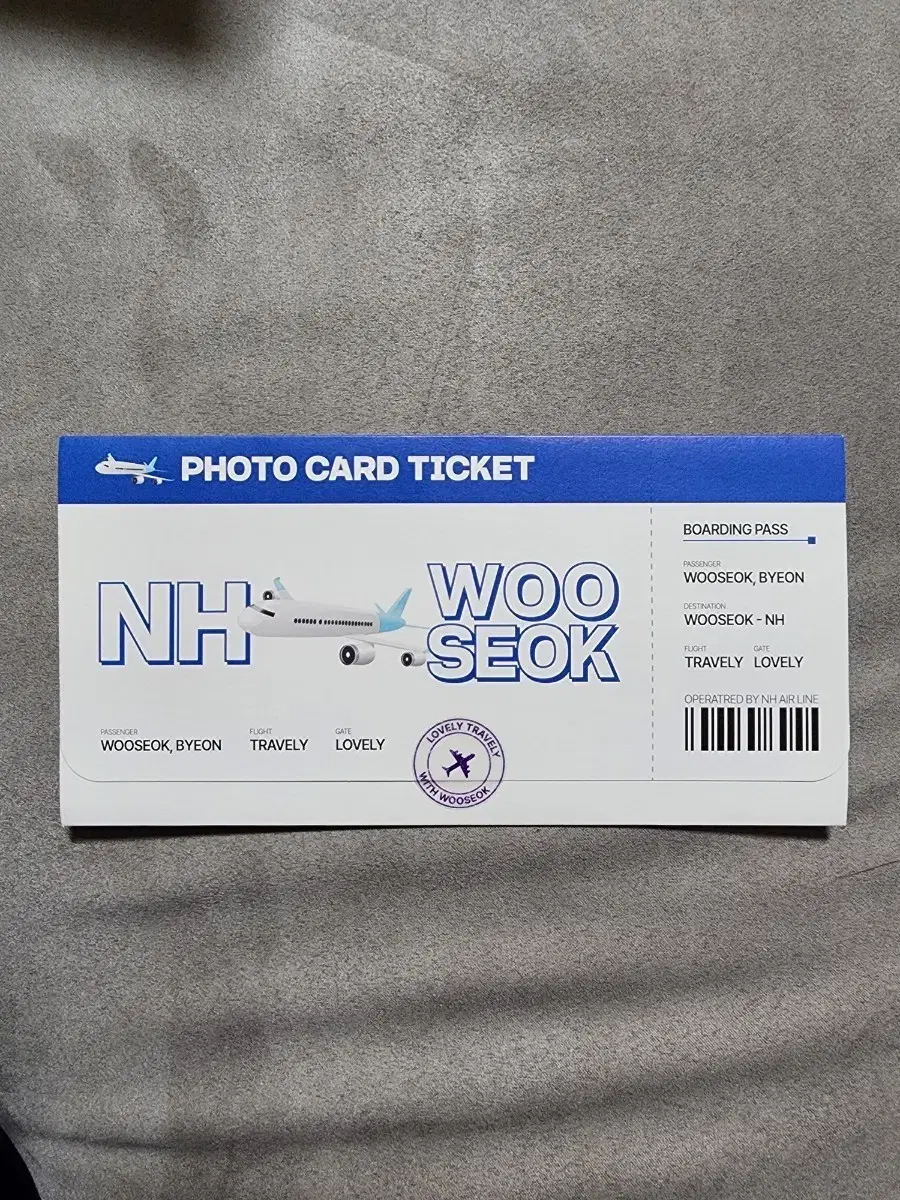 PHOTO CARD TICKET
NH
WOO
SEOK
PASSENGER
WOOSEOK, BYEON
FLIGHT
TRAVELY
GATE
LOVELY
LOVELY TRAVELY
WITH WOOSEOK
BOARDING PASS
PASSENGER
WOOSEOK, BYEON
DESTINATION
WOOSEOK - NH
FLIGHT GATE
TRAVELY LOVELY
OPERATRED BY NH AIR LINE